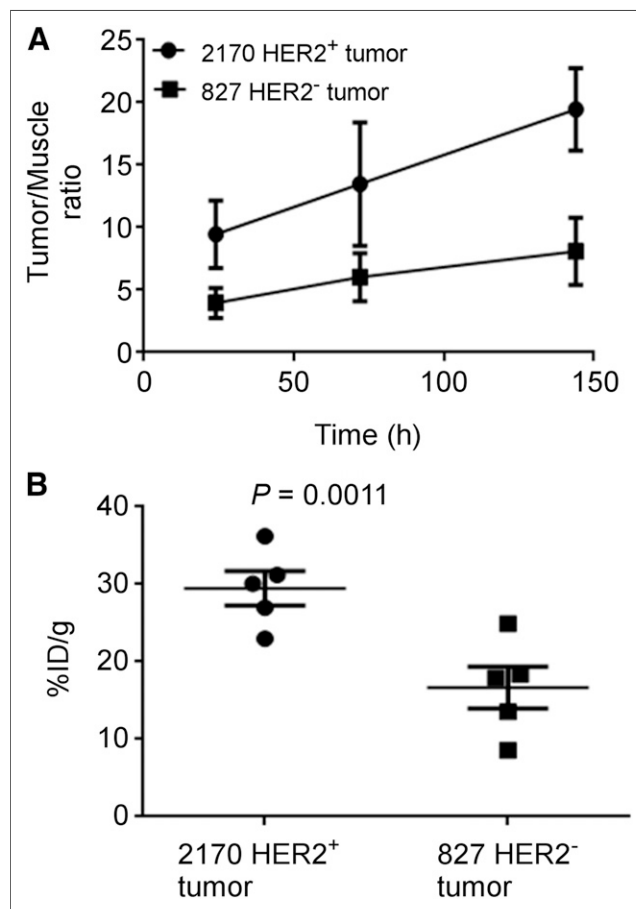 A
25
20
15
10
5
0
Tumor/Muscle
ratio
2170 HER2⁺ tumor
827 HER2⁻ tumor
0
50
100
150
Time (h)
B
P = 0.0011
40
30
20
10
0
%ID/g
2170 HER2⁺
tumor
827 HER2⁻
tumor